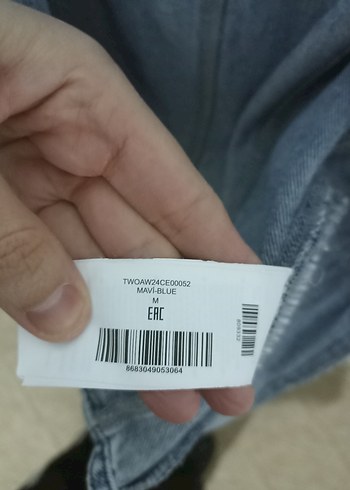 TWOAW24CE00052
MAVİ-BLUE
M
EAC
8683049053064